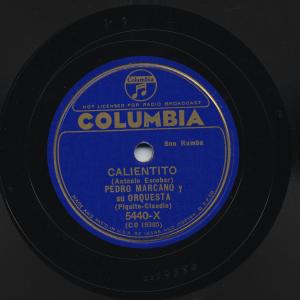 Columbia
NOT LICENSED FOR RADIO BROADCAST
COLUMBIA
Son Rumba
CALIENTITO
(Antonio Escobar)
PEDRO MARCANO y
su ORQUESTA
(Piquito-Claudio)
5440-X
(CO 19385)